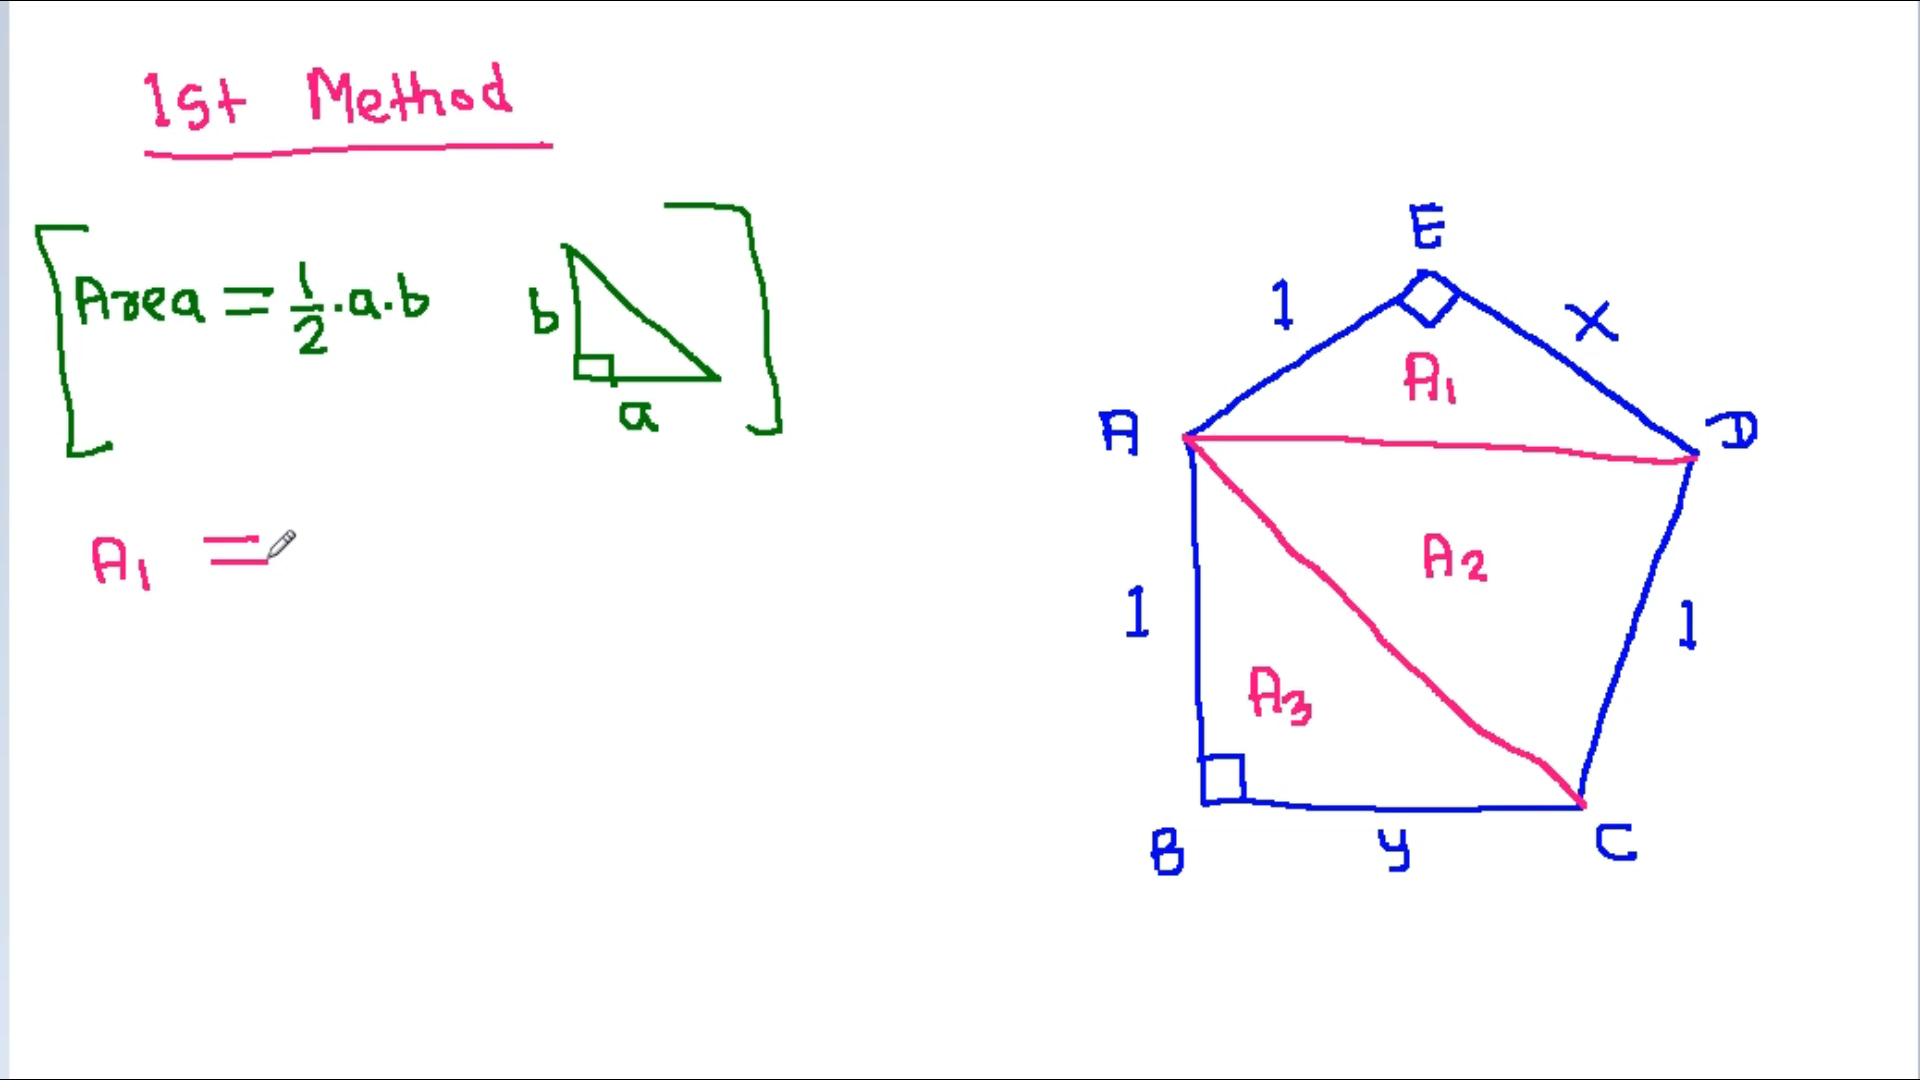 1st Method
Area = 1/2 · a · b
b
a
A₁ =
E
1
x
A₁
A
D
A₂
1
1
A₃
B
y
C